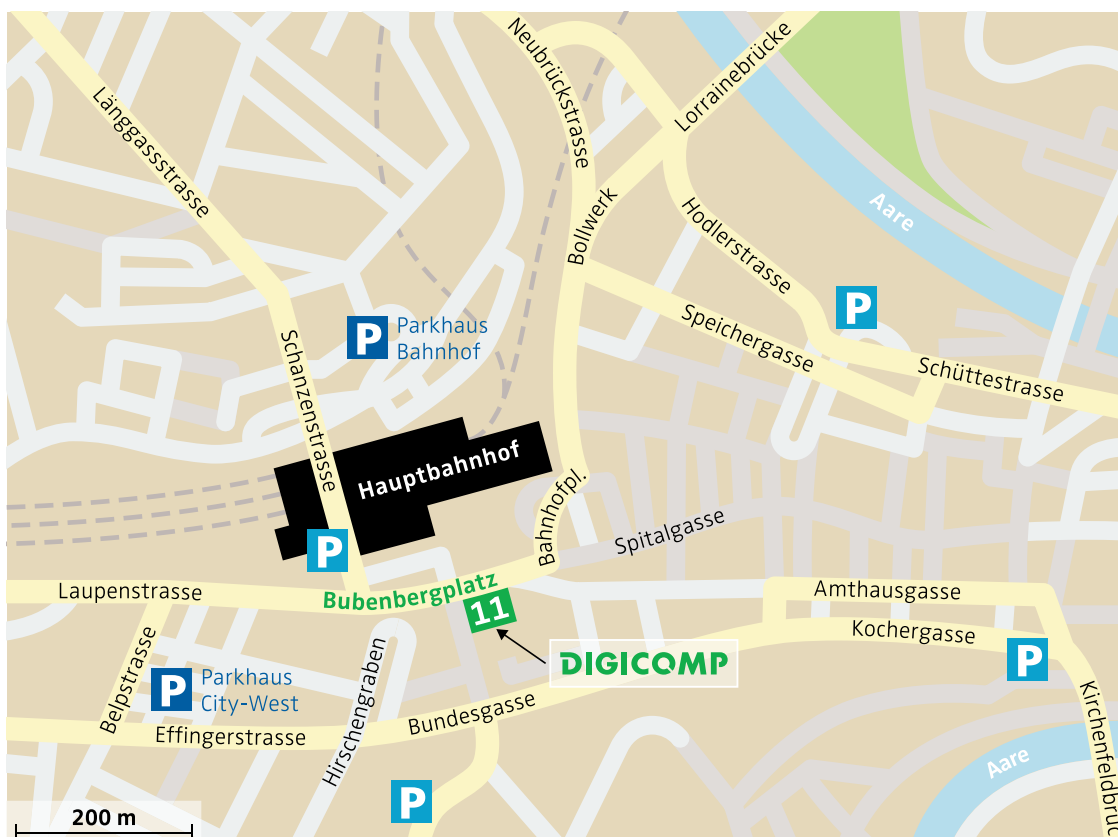 Neubrückstrasse
Lorrainebrücke
Länggassstrasse
Aare
Bollwerk
Hodlerstrasse
P
P Parkhaus
Bahnhof
Speichergasse
Schüttestrasse
Schanzenstrasse
Hauptbahnhof
Bahnhofpl.
Spitalgasse
P
Laupenstrasse
Bubenbergplatz
11
Amthausgasse
Kochergasse
DIGICOMP
P
Belpstrasse
P Parkhaus
City-West
Hirschengraben
Bundesgasse
Effingerstrasse
Kirchenfeldbrüc
Aare
P
200 m